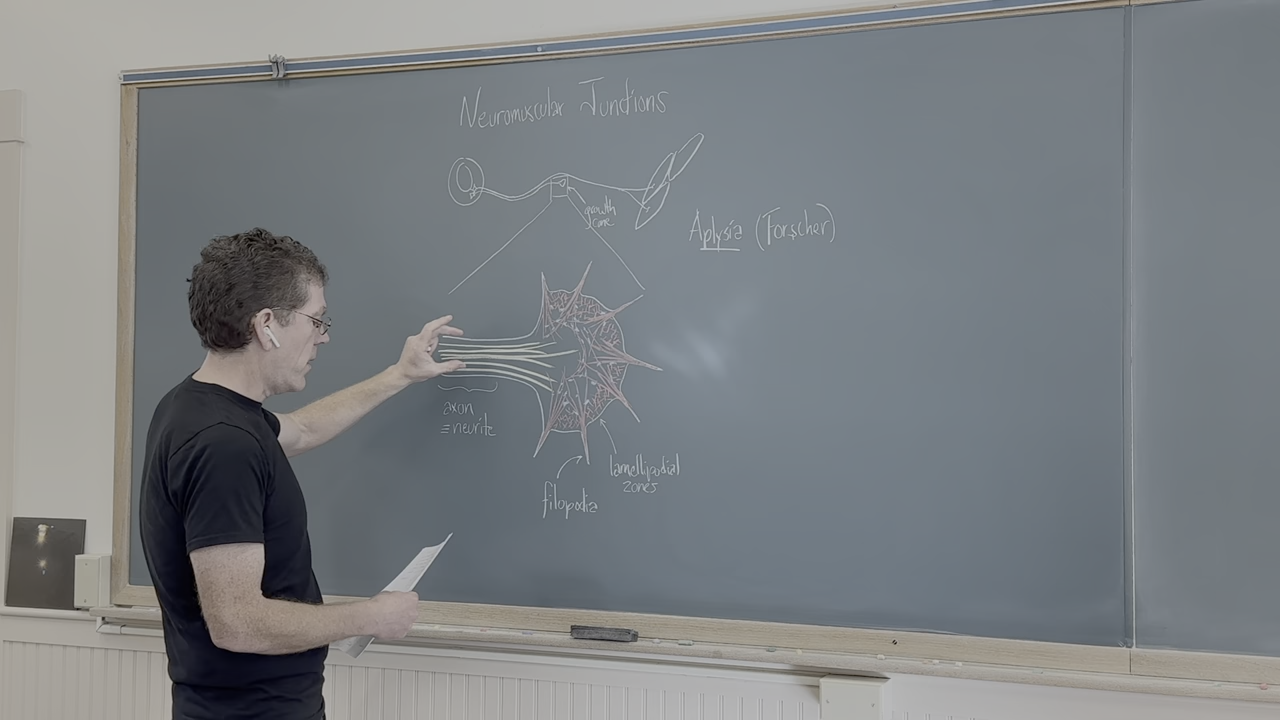 Neuromuscular Junctions
growth
cone
Aplysia (Forscher)
axon
= neurite
lamellipodial
zones
filopodia